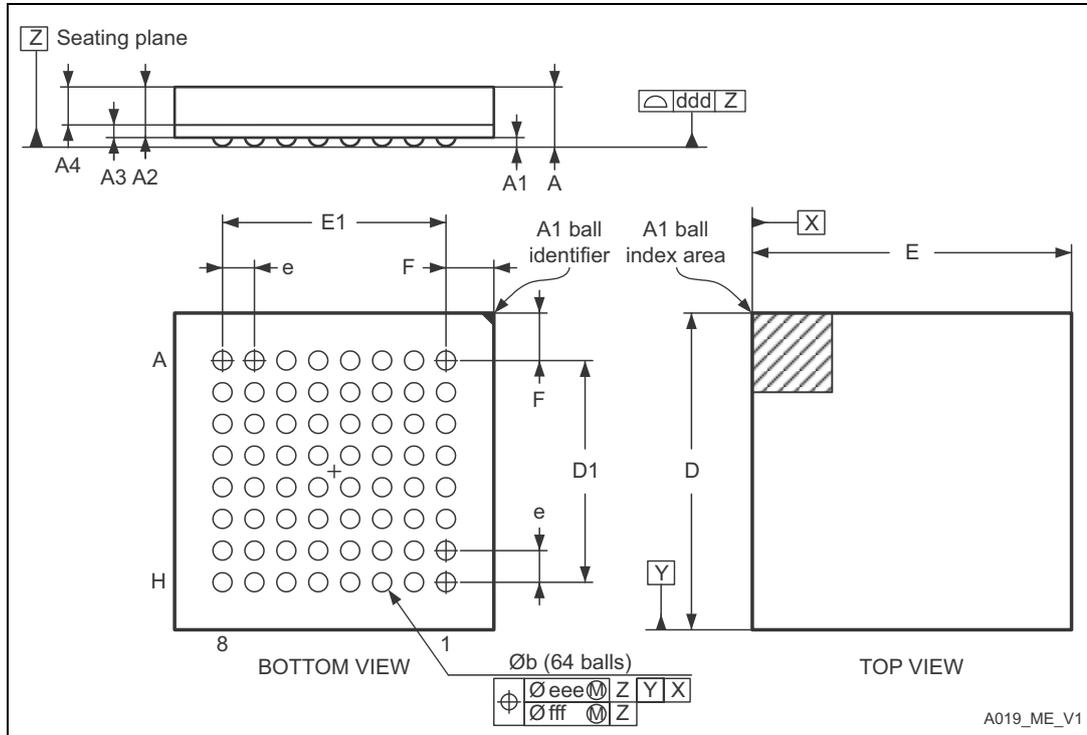 Z Seating plane
ddd Z
A4
A3 A2
A1 A
E1
e
F
A1 ball
identifier
A1 ball
index area
X
E
A
F
D1
D
e
H
Y
8
1
BOTTOM VIEW
Øb (64 balls)
Ø eee Ⓜ Z Y X
Ø fff Ⓜ Z
TOP VIEW
A019_ME_V1